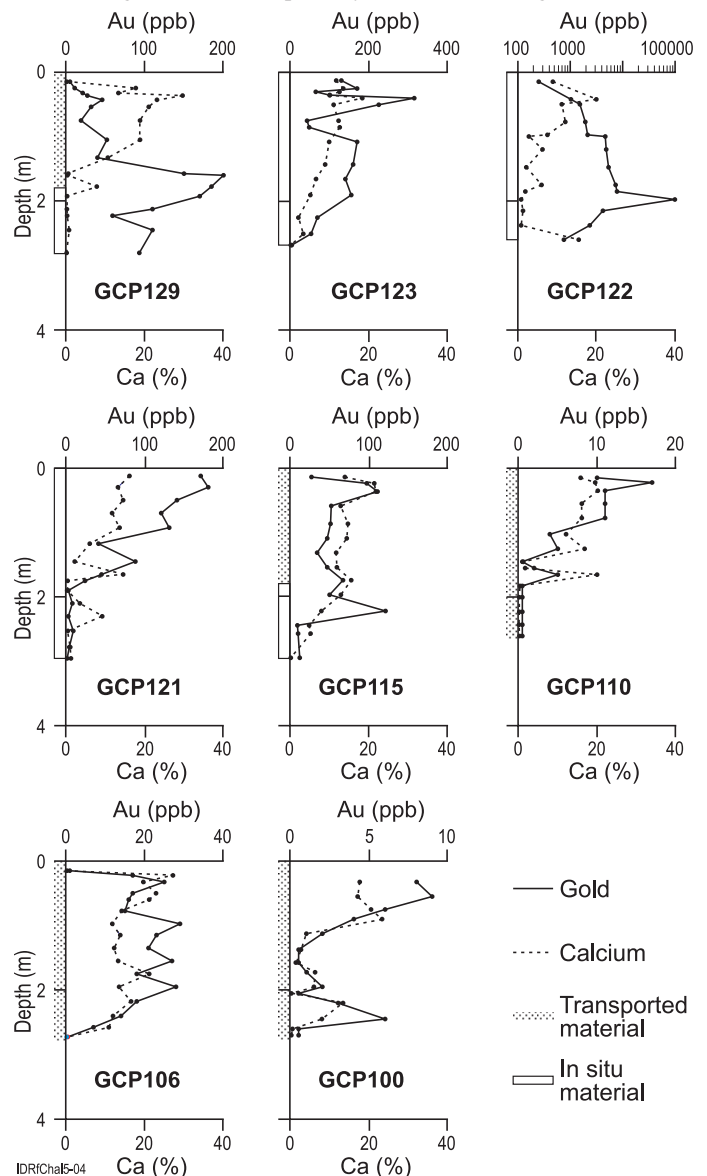 Au (ppb) Au (ppb) Au (ppb)
0 100 200 0 200 400 100 1000 100000
0
2
4
Depth (m)
GCP129 GCP123 GCP122
0 20 40 0 20 40 0 20 40
Ca (%) Ca (%) Ca (%)
Au (ppb) Au (ppb) Au (ppb)
0 100 200 0 100 200 0 10 20
0
2
4
Depth (m)
GCP121 GCP115 GCP110
0 20 40 0 20 40 0 20 40
Ca (%) Ca (%) Ca (%)
Au (ppb) Au (ppb)
0 20 40 0 5 10
0
2
4
Depth (m)
GCP106 GCP100
0 20 40 0 20 40
Ca (%) Ca (%)
Gold
Calcium
Transported
material
In situ
material
IDRfChal5-04